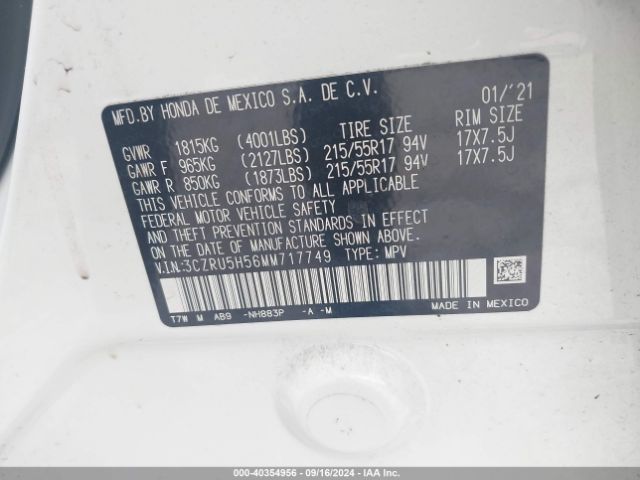 MFD.BY HONDA DE MEXICO S.A. DE C.V. 01/'21
GVWR 1815KG (4001LBS) TIRE SIZE RIM SIZE
GAWR F 965KG (2127LBS) 215/55R17 94V 17X7.5J
GAWR R 850KG (1873LBS) 215/55R17 94V 17X7.5J
THIS VEHICLE CONFORMS TO ALL APPLICABLE
FEDERAL MOTOR VEHICLE SAFETY
AND THEFT PREVENTION STANDARDS IN EFFECT
ON THE DATE OF MANUFACTURE SHOWN ABOVE.
V.I.N.:3CZRU5H56MM717749 TYPE: MPV
T7W M AB9 -NH883P -A -M
MADE IN MEXICO
000-40354956 - 09/16/2024 - IAA Inc.